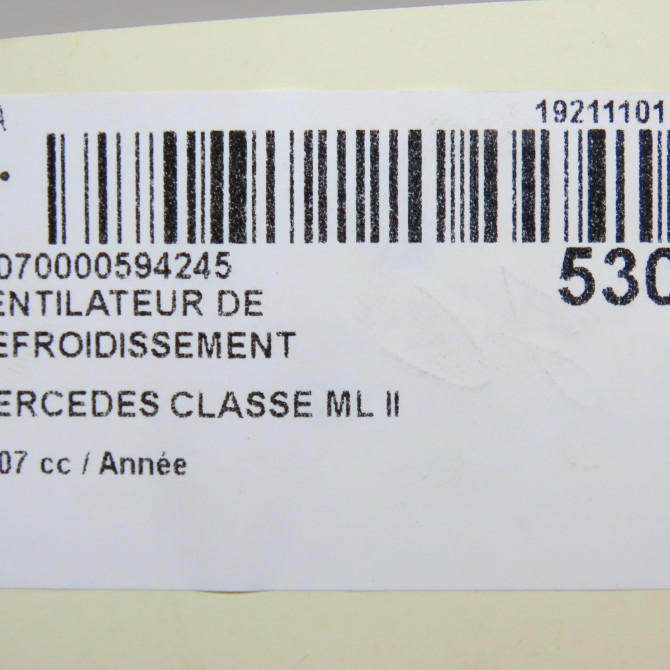 A
19211101
070000594245
530
ENTILATEUR DE
EFROIDISSEMENT
ERCEDES CLASSE ML II
07 cc / Année